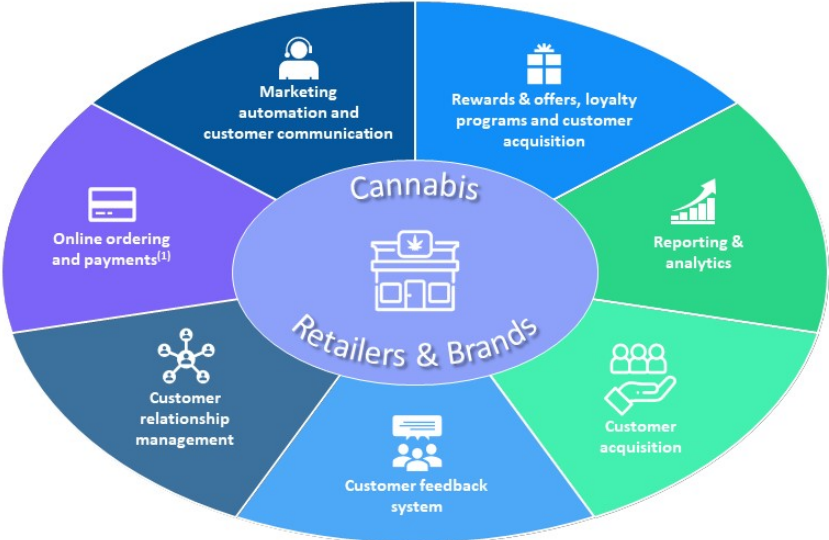 Marketing
automation and
customer communication
Rewards & offers, loyalty
programs and customer
acquisition
Online ordering
and payments(1)
Cannabis
Retailers & Brands
Reporting &
analytics
Customer
relationship
management
Customer feedback
system
Customer
acquisition